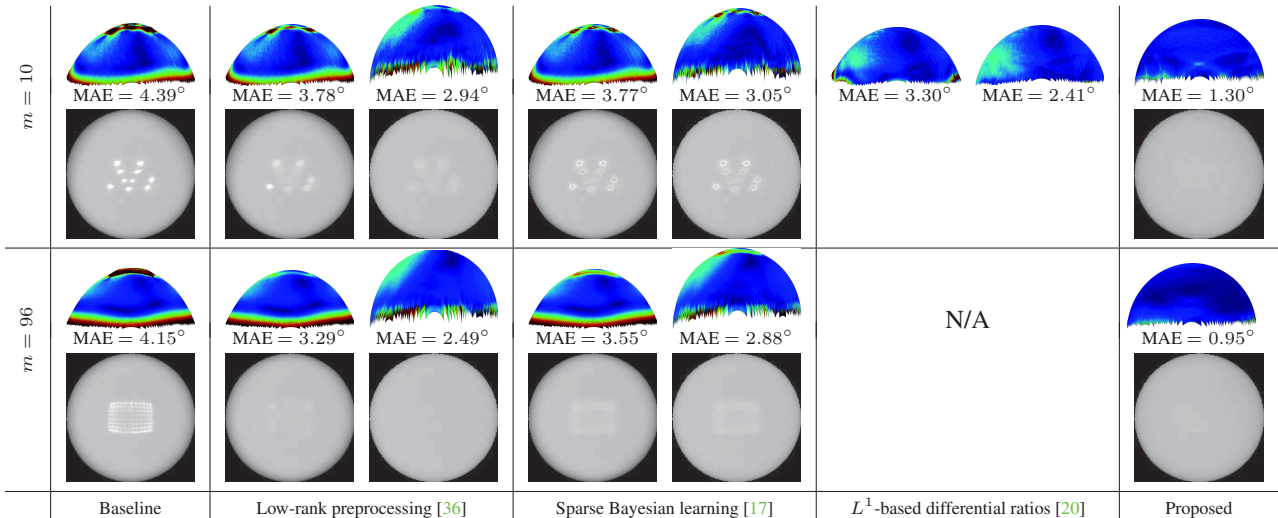 m = 10
MAE = 4.39° MAE = 3.78° MAE = 2.94° MAE = 3.77° MAE = 3.05° MAE = 3.30° MAE = 2.41° MAE = 1.30°
m = 96
N/A
MAE = 4.15° MAE = 3.29° MAE = 2.49° MAE = 3.55° MAE = 2.88° MAE = 0.95°
Baseline Low-rank preprocessing [36] Sparse Bayesian learning [17] L¹-based differential ratios [20] Proposed